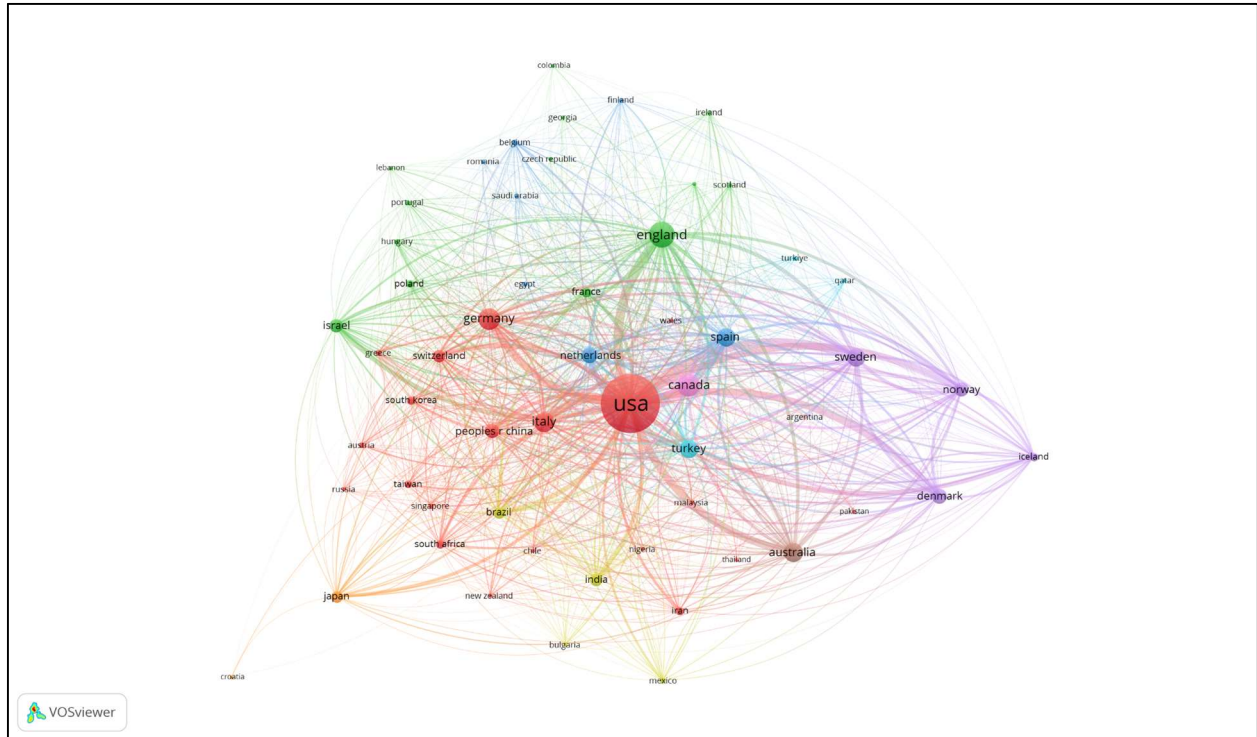 colombia
finland
georgia
ireland
belgium
czech republic
romania
lebanon
scotland
saudi arabia
portugal
england
hungary
turkiye
poland
egypt
qatar
france
germany
wales
israel
spain
greece
switzerland
netherlands
sweden
canada
norway
south korea
usa
argentina
italy
peoples r china
austria
turkey
iceland
taiwan
russia
denmark
singapore
malaysia
brazil
pakistan
south africa
chile
nigeria
australia
thailand
india
japan
new zealand
iran
bulgaria
croatia
mexico
VOSviewer